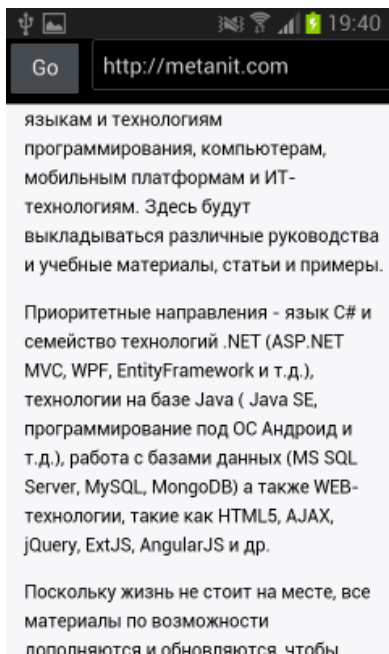 19:40
Go http://metanit.com
языкам и технологиям
программирования, компьютерам,
мобильным платформам и ИТ-
технологиям. Здесь будут
выкладываться различные руководства
и учебные материалы, статьи и примеры.
Приоритетные направления - язык C# и
семейство технологий .NET (ASP.NET
MVC, WPF, EntityFramework и т.д.),
технологии на базе Java ( Java SE,
программирование под ОС Андроид и
т.д.), работа с базами данных (MS SQL
Server, MySQL, MongoDB) а также WEB-
технологии, такие как HTML5, AJAX,
jQuery, ExtJS, AngularJS и др.
Поскольку жизнь не стоит на месте, все
материалы по возможности
дополняются и обновляются, чтобы